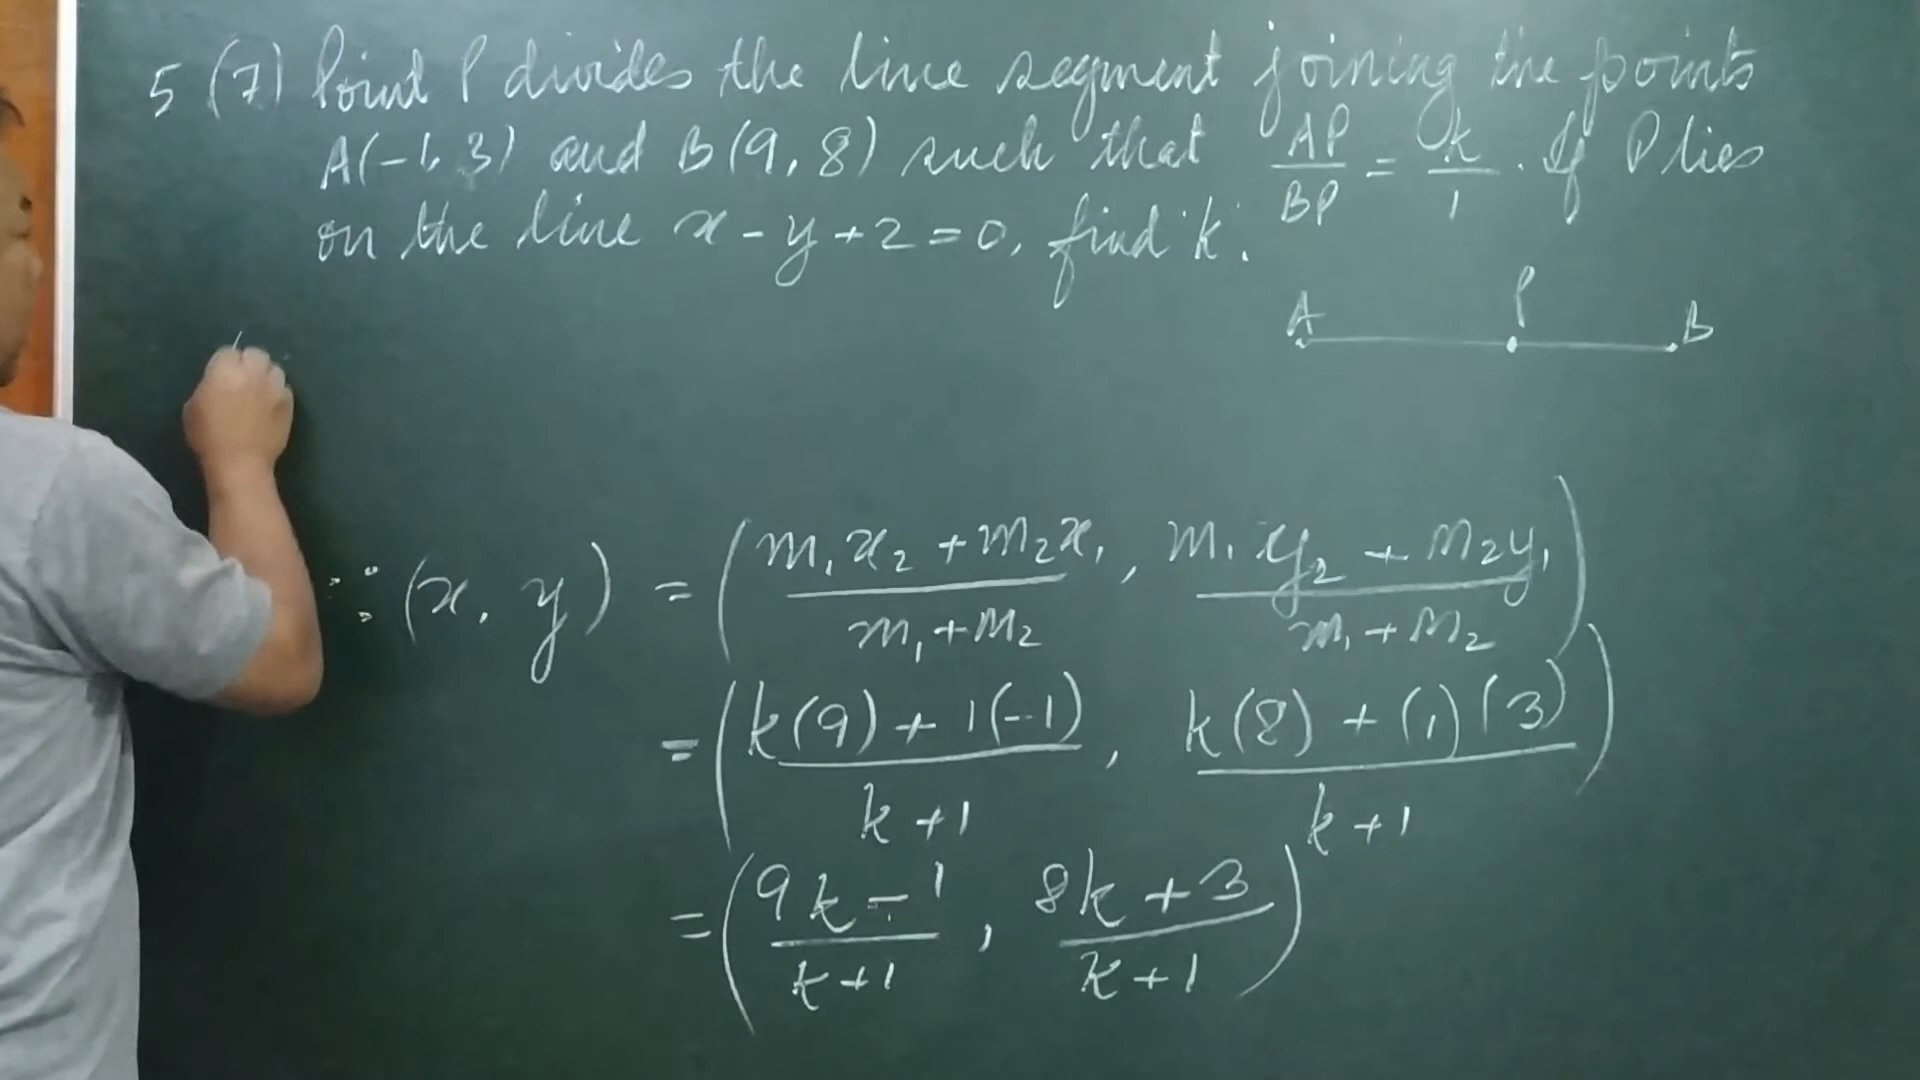 5 (7) Point P divides the line segment joining the points
A(-1, 3) and B(9, 8) such that AP/BP = k/1. If P lies
on the line x - y + 2 = 0, find 'k'.
A P B
∴ (x, y) = ( (m₁x₂ + m₂x₁)/(m₁ + m₂) , (m₁y₂ + m₂y₁)/(m₁ + m₂) )
= ( (k(9) + 1(-1))/(k + 1) , (k(8) + (1)(3))/(k + 1) )
= ( (9k - 1)/(k + 1) , (8k + 3)/(k + 1) )